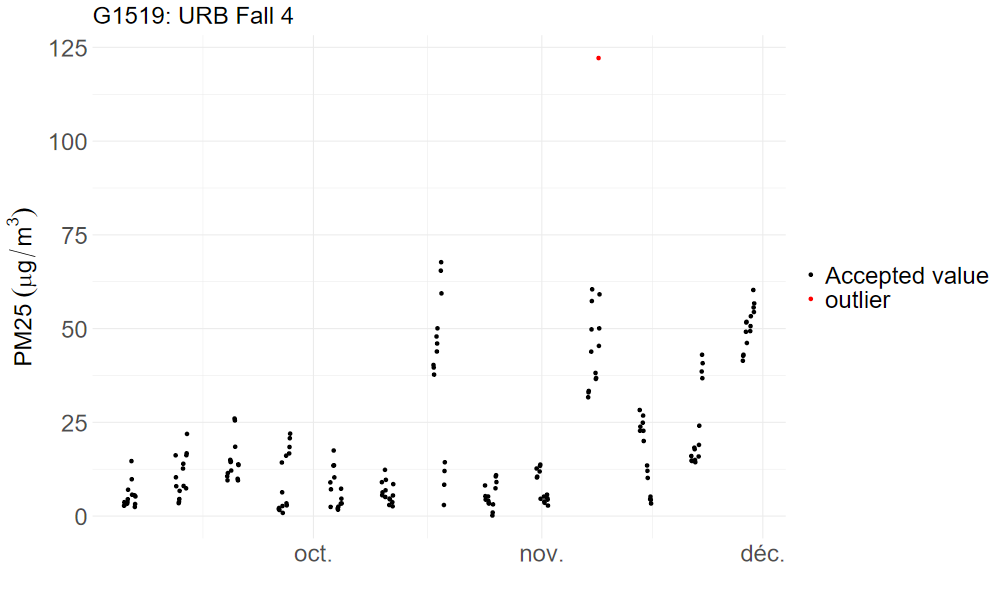 G1519: URB Fall 4
125
100
75
50
25
0
PM25 (μg/m³)
oct.
nov.
déc.
Accepted value
outlier